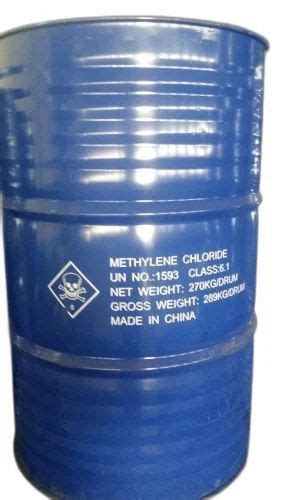 METHYLENE CHLORIDE
UN NO.:1593 CLASS:6.1
NET WEIGHT: 270KG/DRUM
GROSS WEIGHT: 289KG/DRUM
MADE IN CHINA
6